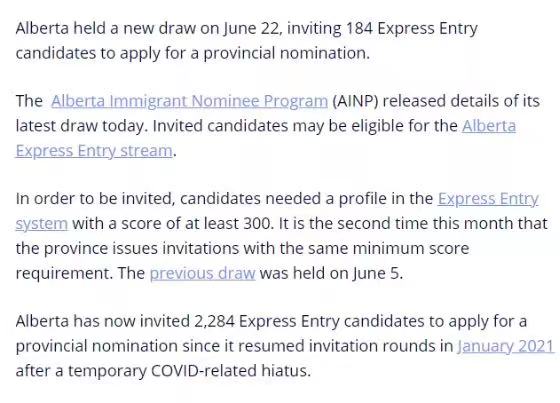 Alberta held a new draw on June 22, inviting 184 Express Entry
candidates to apply for a provincial nomination.
The Alberta Immigrant Nominee Program (AINP) released details of its
latest draw today. Invited candidates may be eligible for the Alberta
Express Entry stream.
In order to be invited, candidates needed a profile in the Express Entry
system with a score of at least 300. It is the second time this month that
the province issues invitations with the same minimum score
requirement. The previous draw was held on June 5.
Alberta has now invited 2,284 Express Entry candidates to apply for a
provincial nomination since it resumed invitation rounds in January 2021
after a temporary COVID-related hiatus.